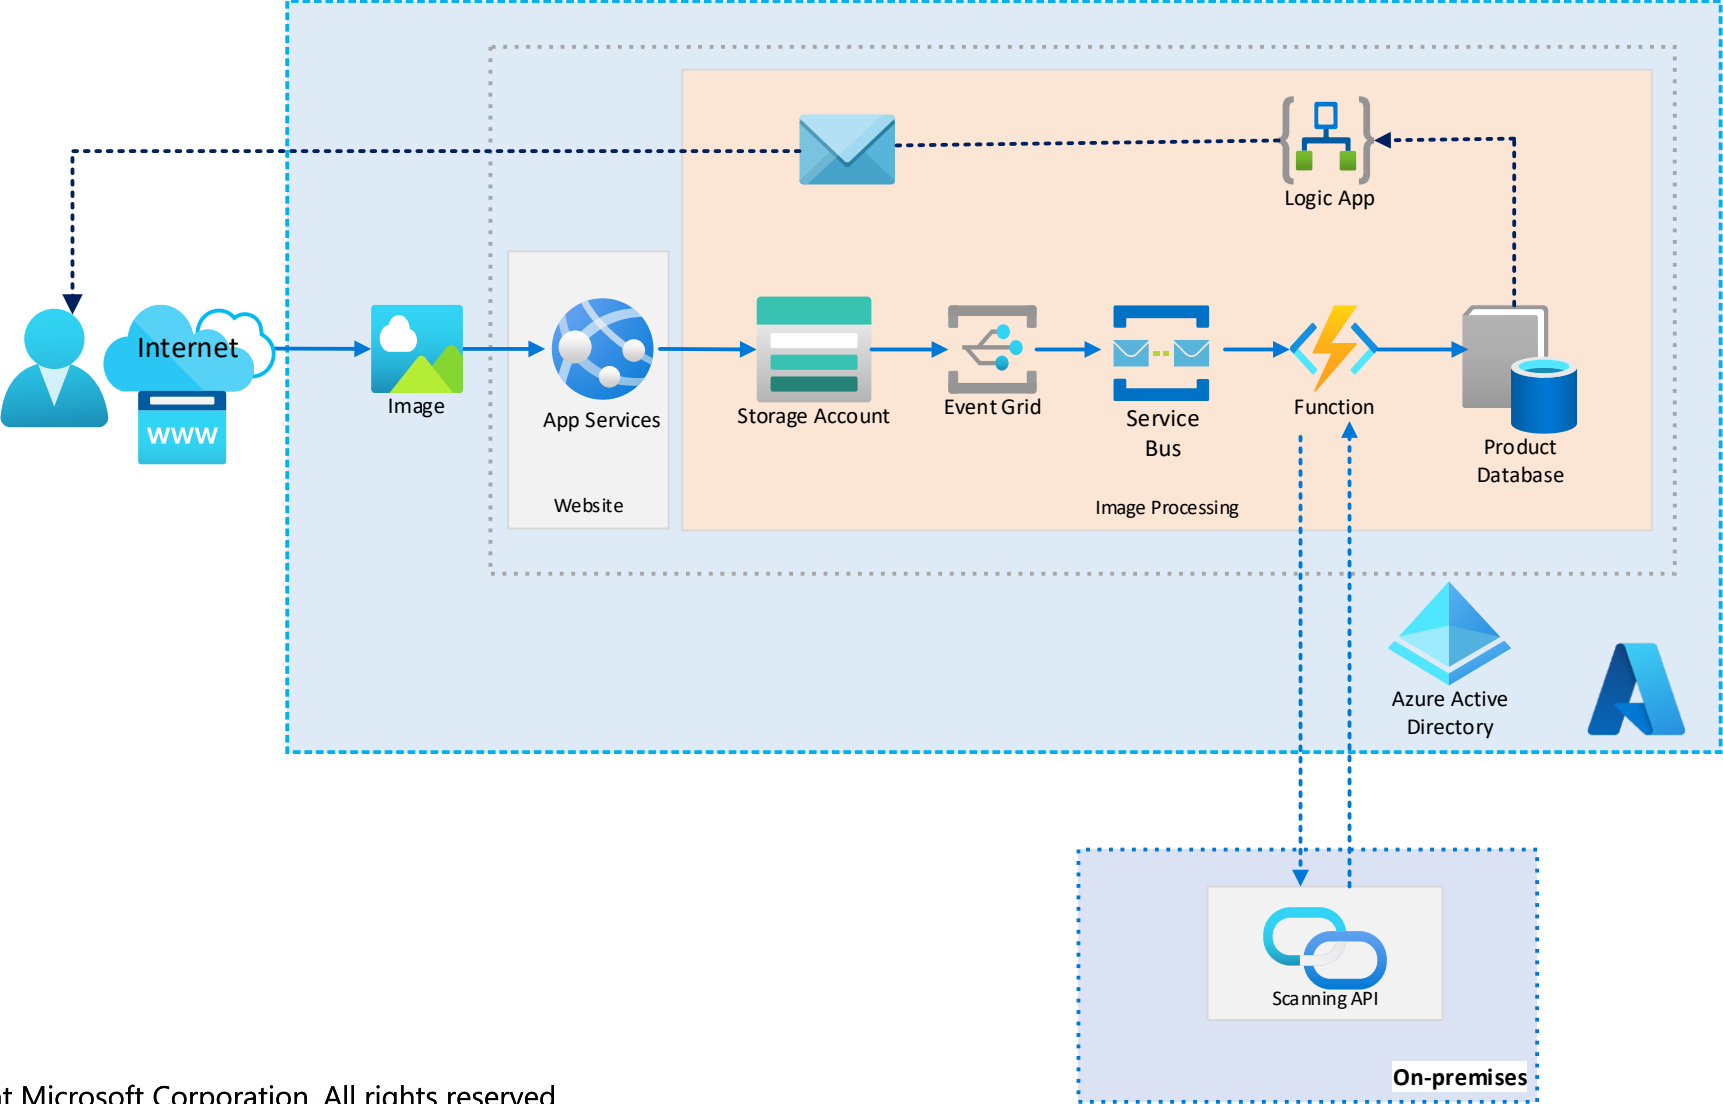 Logic App
Internet
www
Image
App Services
Website
Storage Account
Event Grid
Service
Bus
Function
Product
Database
Image Processing
Azure Active
Directory
Scanning API
On-premises
Microsoft Corporation. All rights reserved